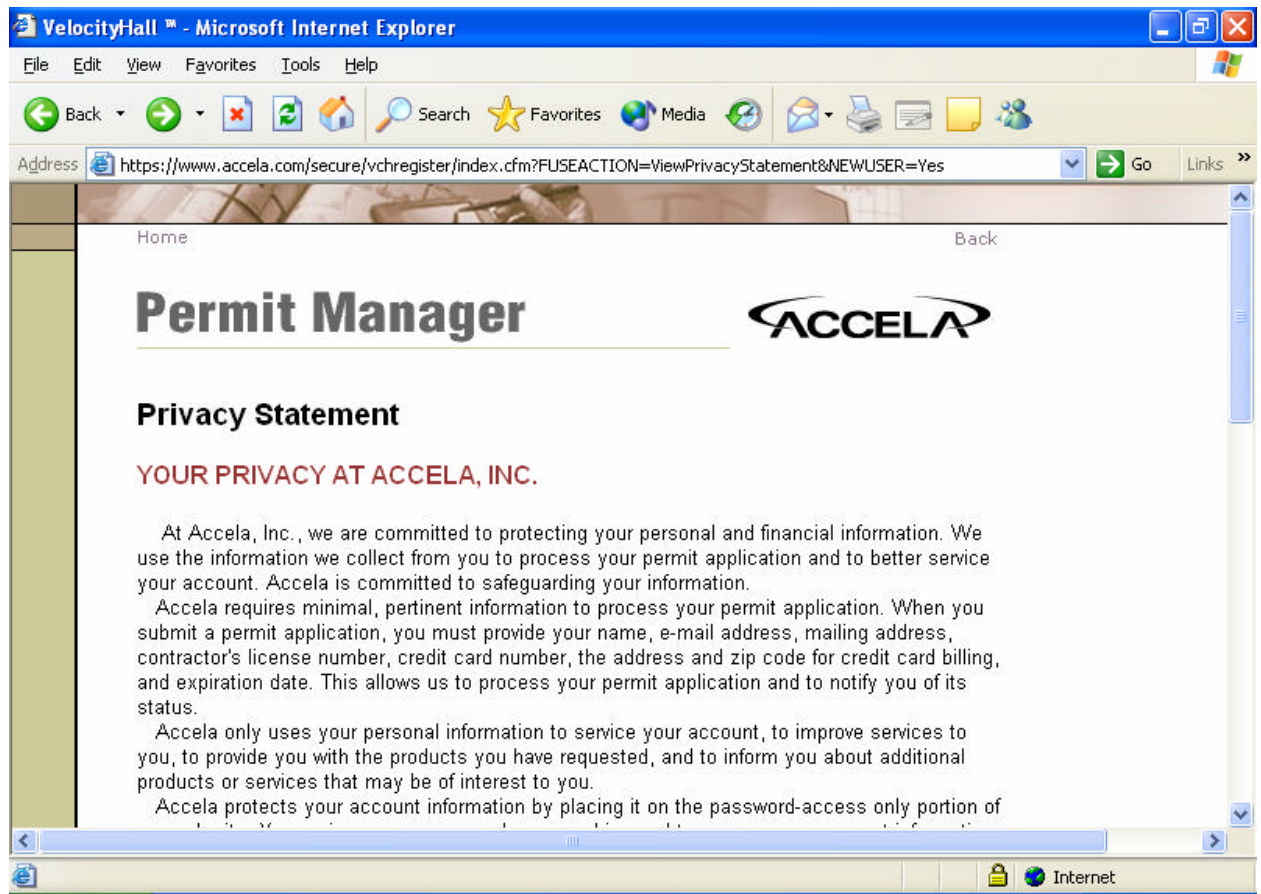 VelocityHall ™ - Microsoft Internet Explorer
File Edit View Favorites Tools Help
Back Search Favorites Media
Address https://www.accela.com/secure/vchregister/index.cfm?FUSEACTION=ViewPrivacyStatement&NEWUSER=Yes Go Links »
Home Back
Permit Manager ACCELA
Privacy Statement
YOUR PRIVACY AT ACCELA, INC.
At Accela, Inc., we are committed to protecting your personal and financial information. We
use the information we collect from you to process your permit application and to better service
your account. Accela is committed to safeguarding your information.
Accela requires minimal, pertinent information to process your permit application. When you
submit a permit application, you must provide your name, e-mail address, mailing address,
contractor's license number, credit card number, the address and zip code for credit card billing,
and expiration date. This allows us to process your permit application and to notify you of its
status.
Accela only uses your personal information to service your account, to improve services to
you, to provide you with the products you have requested, and to inform you about additional
products or services that may be of interest to you.
Accela protects your account information by placing it on the password-access only portion of
Internet